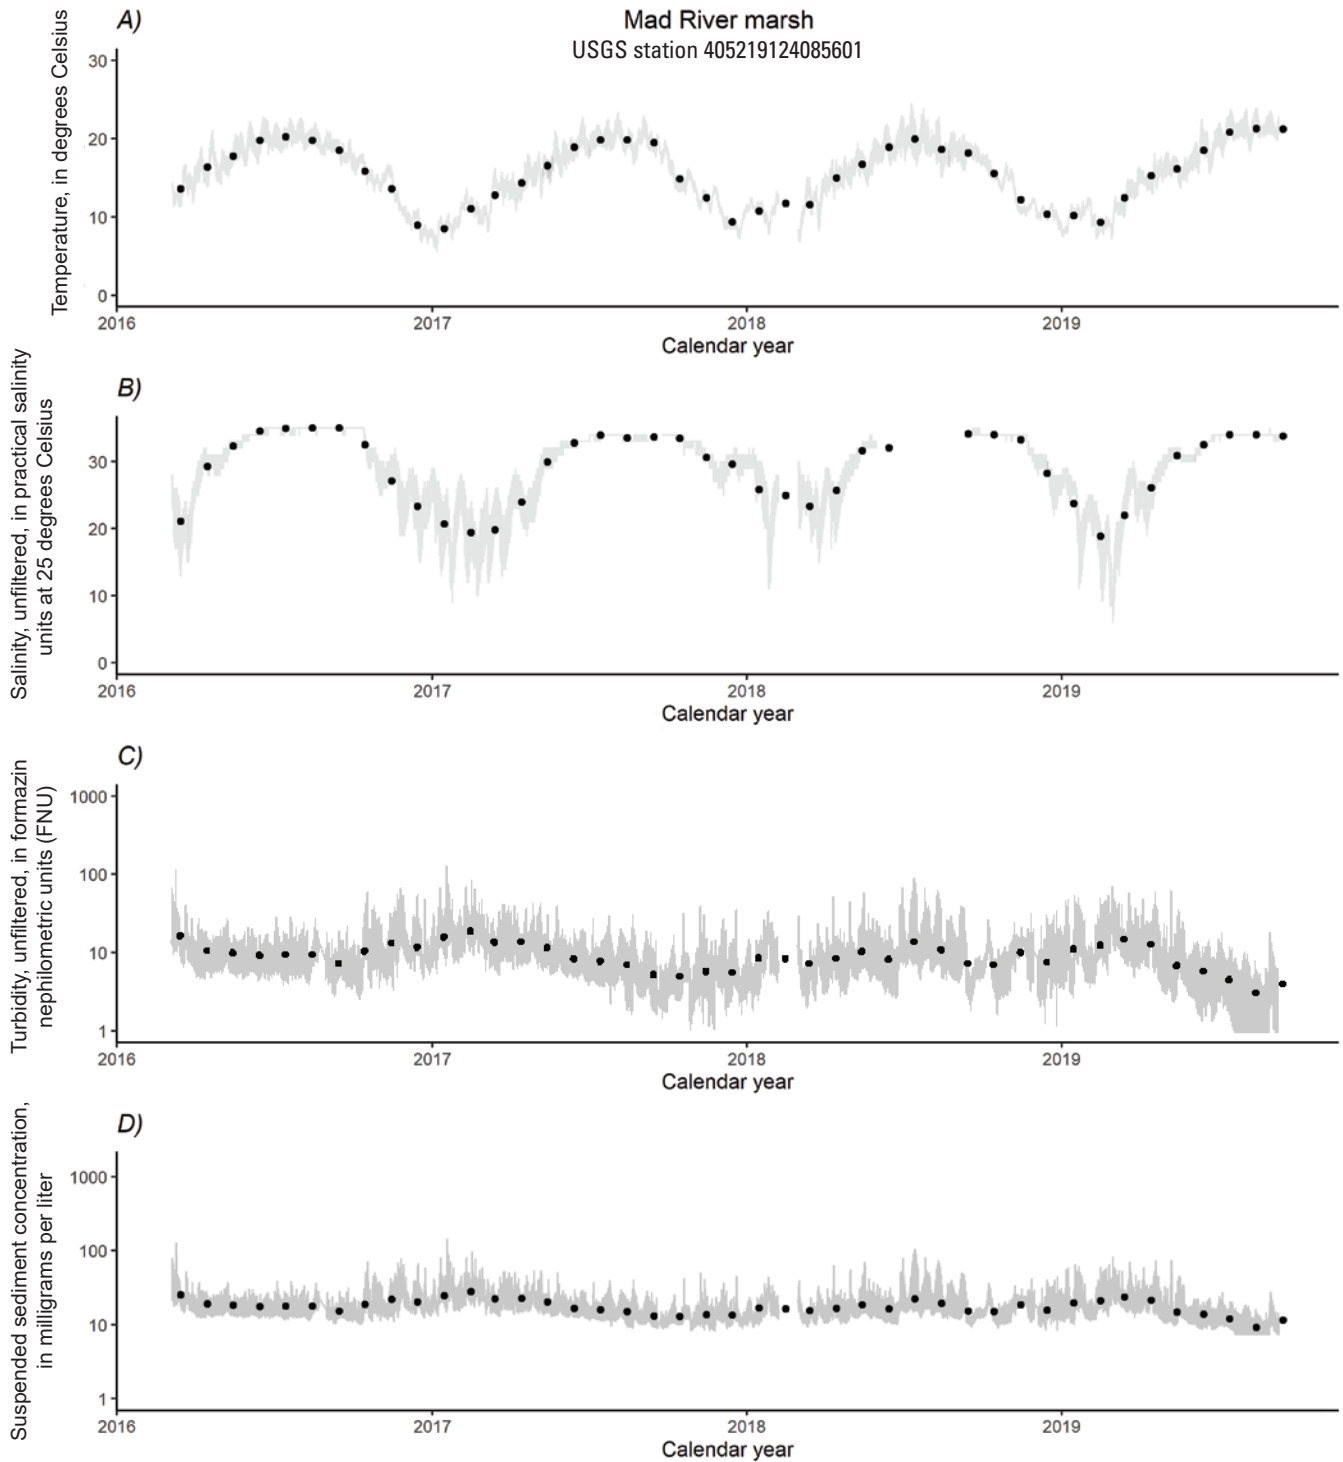 A)
Mad River marsh
USGS station 405219124085601
Temperature, in degrees Celsius
30
20
10
0
2016 2017 2018 2019
Calendar year
B)
Salinity, unfiltered, in practical salinity
units at 25 degrees Celsius
30
20
10
0
2016 2017 2018 2019
Calendar year
C)
Turbidity, unfiltered, in formazin
nephilometric units (FNU)
1000
100
10
1
2016 2017 2018 2019
Calendar year
D)
Suspended sediment concentration,
in milligrams per liter
1000
100
10
1
2016 2017 2018 2019
Calendar year